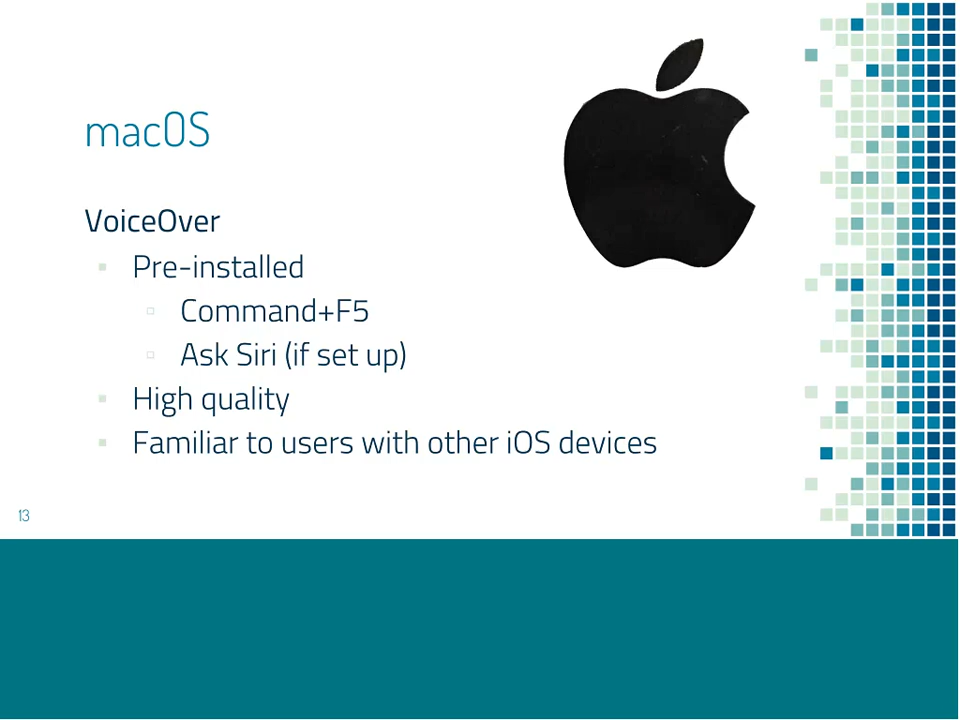 macOS
VoiceOver
Pre-installed
Command+F5
Ask Siri (if set up)
High quality
Familiar to users with other iOS devices
13